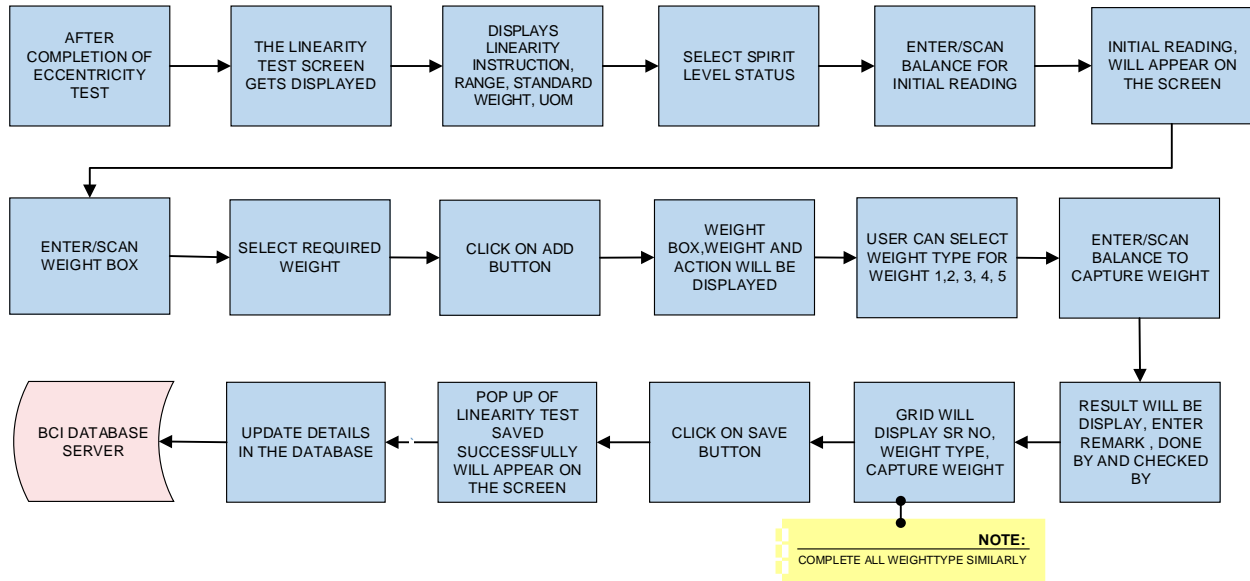 AFTER
COMPLETION OF
ECCENTRICITY
TEST
THE LINEARITY
TEST SCREEN
GETS DISPLAYED
DISPLAYS
LINEARITY
INSTRUCTION,
RANGE, STANDARD
WEIGHT, UOM
SELECT SPIRIT
LEVEL STATUS
ENTER/SCAN
BALANCE FOR
INITIAL READING
INITIAL READING,
WILL APPEAR ON
THE SCREEN
ENTER/SCAN
WEIGHT BOX
SELECT REQUIRED
WEIGHT
CLICK ON ADD
BUTTON
WEIGHT
BOX,WEIGHT AND
ACTION WILL BE
DISPLAYED
USER CAN SELECT
WEIGHT TYPE FOR
WEIGHT 1,2, 3, 4, 5
ENTER/SCAN
BALANCE TO
CAPTURE WEIGHT
RESULT WILL BE
DISPLAY, ENTER
REMARK , DONE
BY AND CHECKED
BY
GRID WILL
DISPLAY SR NO,
WEIGHT TYPE,
CAPTURE WEIGHT
CLICK ON SAVE
BUTTON
POP UP OF
LINEARITY TEST
SAVED
SUCCESSFULLY
WILL APPEAR ON
THE SCREEN
UPDATE DETAILS
IN THE DATABASE
BCI DATABASE
SERVER
NOTE:
COMPLETE ALL WEIGHTTYPE SIMILARLY